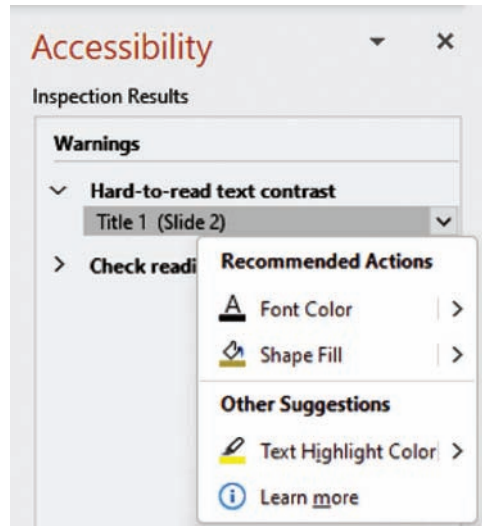 Accessibility
Inspection Results
Warnings
Hard-to-read text contrast
Title 1 (Slide 2)
Check readi
Recommended Actions
Font Color
Shape Fill
Other Suggestions
Text Highlight Color
Learn more